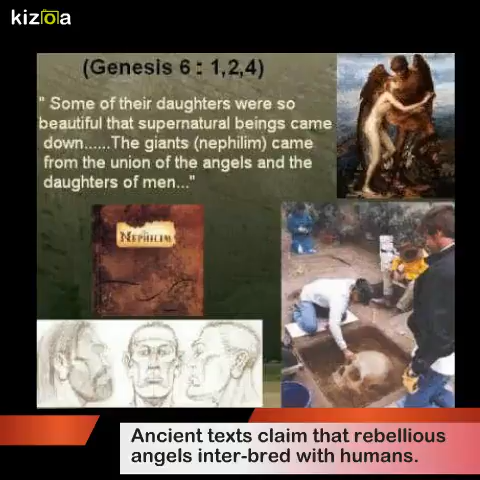 kizoa
(Genesis 6 : 1,2,4)
" Some of their daughters were so
beautiful that supernatural beings came
down......The giants (nephilim) came
from the union of the angels and the
daughters of men..."
NEPHILIM
Ancient texts claim that rebellious
angels inter-bred with humans.